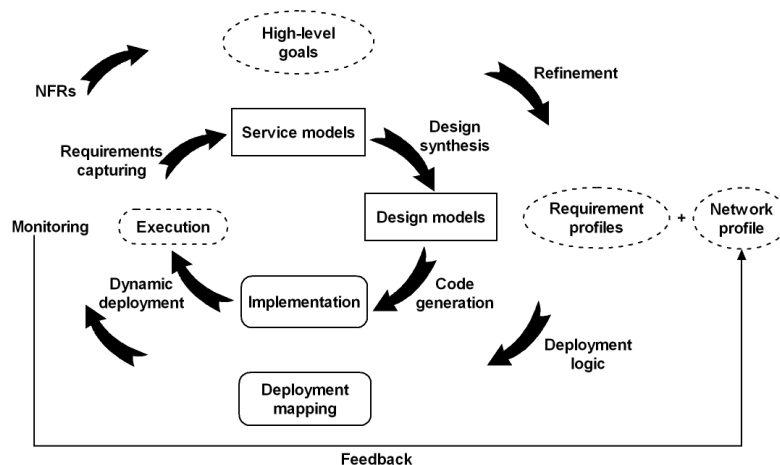 High-level
goals
Refinement
NFRs
Service models
Design
synthesis
Requirements
capturing
Monitoring
Execution
Design models
Requirement
profiles
+
Network
profile
Dynamic
deployment
Implementation
Code
generation
Deployment
logic
Deployment
mapping
Feedback